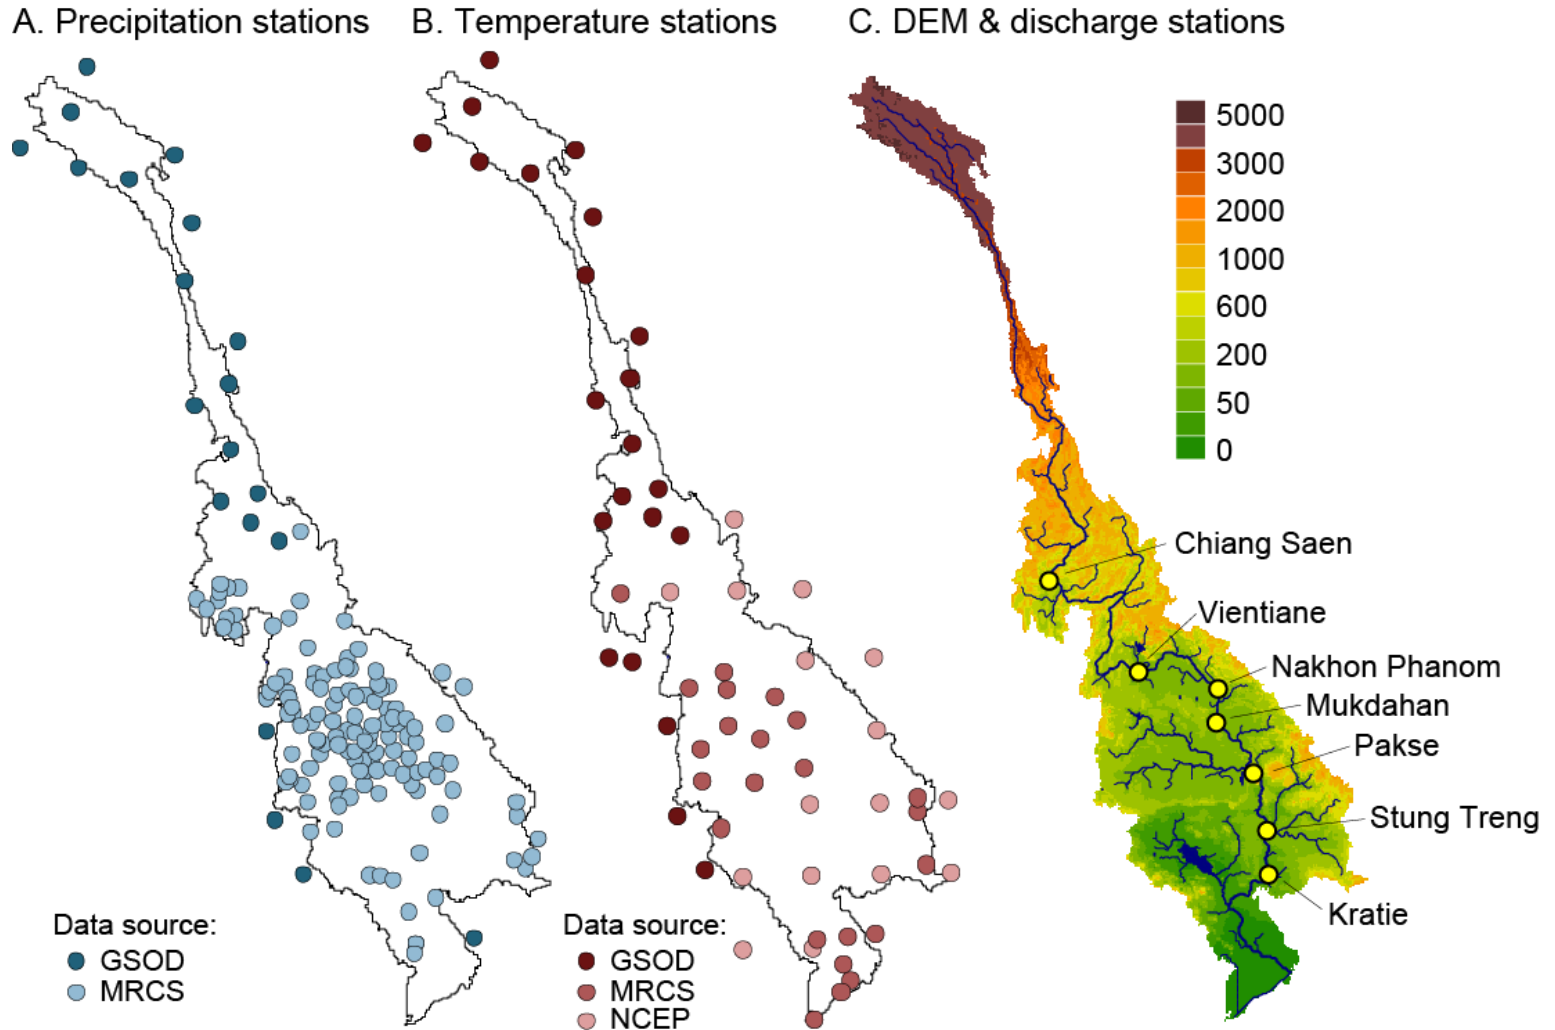 A. Precipitation stations
B. Temperature stations
C. DEM & discharge stations
5000
3000
2000
1000
600
200
50
0
Chiang Saen
Vientiane
Nakhon Phanom
Mukdahan
Pakse
Stung Treng
Kratie
Data source:
GSOD
MRCS
Data source:
GSOD
MRCS
NCEP